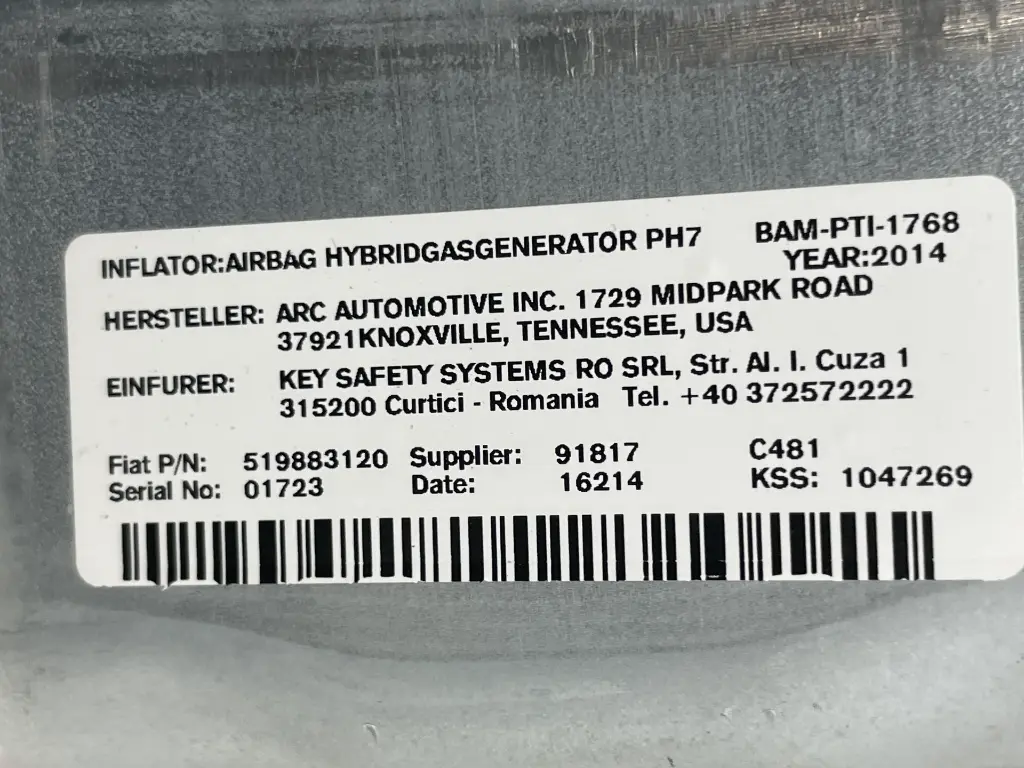 INFLATOR:AIRBAG HYBRIDGASGENERATOR PH7 BAM-PTI-1768
YEAR:2014
HERSTELLER: ARC AUTOMOTIVE INC. 1729 MIDPARK ROAD
37921KNOXVILLE, TENNESSEE, USA
EINFURER: KEY SAFETY SYSTEMS RO SRL, Str. Al. I. Cuza 1
315200 Curtici - Romania Tel. +40 372572222
Fiat P/N: 519883120 Supplier: 91817 C481
Serial No: 01723 Date: 16214 KSS: 1047269